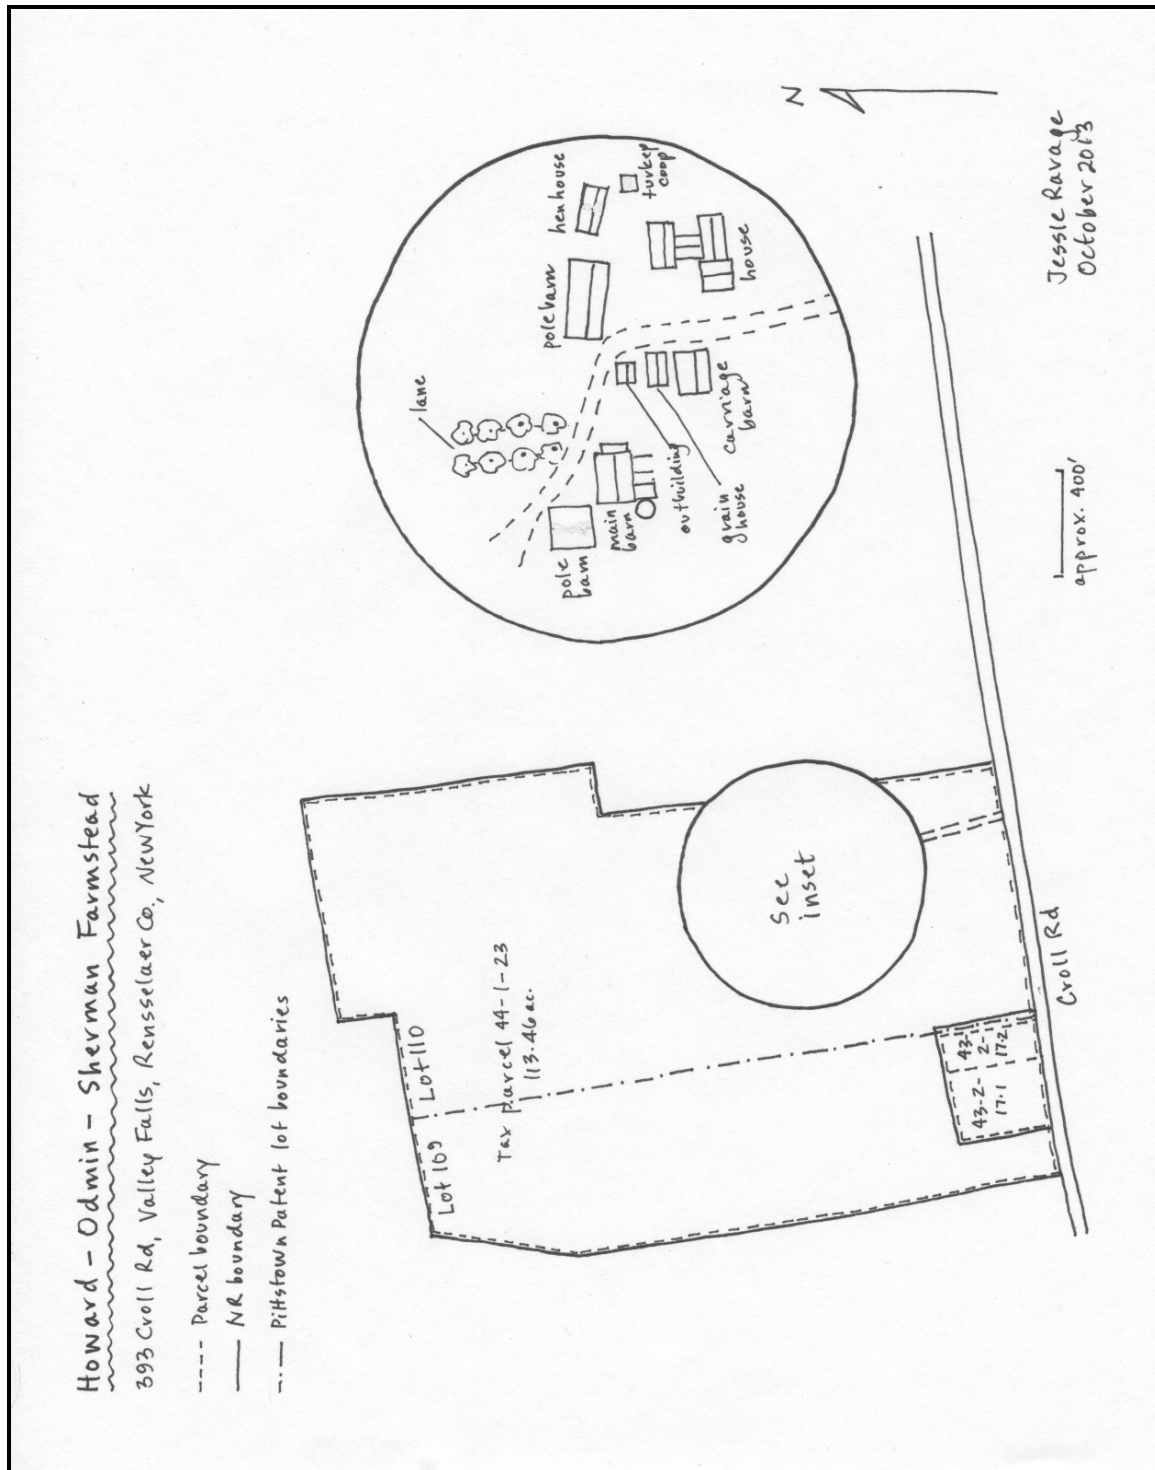 Howard - Odmin - Sherman Farmstead
393 Croll Rd, Valley Falls, Rensselaer Co., New York
Parcel boundary
NR boundary
Pittstown Patent lot boundaries
Lot 109
Lot 110
Tax Parcel 44-1-23
113.46 ac.
See
inset
43-2-
17.1
43-
2-
17.2
Croll Rd
lane
pole barn
hen house
turkey
coop
house
pole
barn
main
barn
outbuilding
grain
house
carriage
barn
N
approx. 400'
Jessie Ravage
October 2013